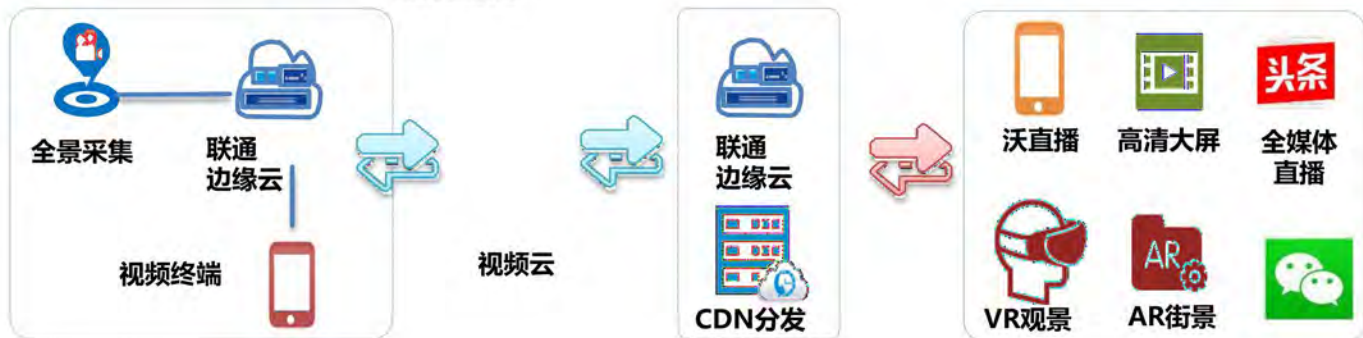 全景采集
联通
边缘云
视频终端
视频云
联通
边缘云
CDN分发
沃直播
高清大屏
头条
全媒体
直播
VR观景
AR
AR街景